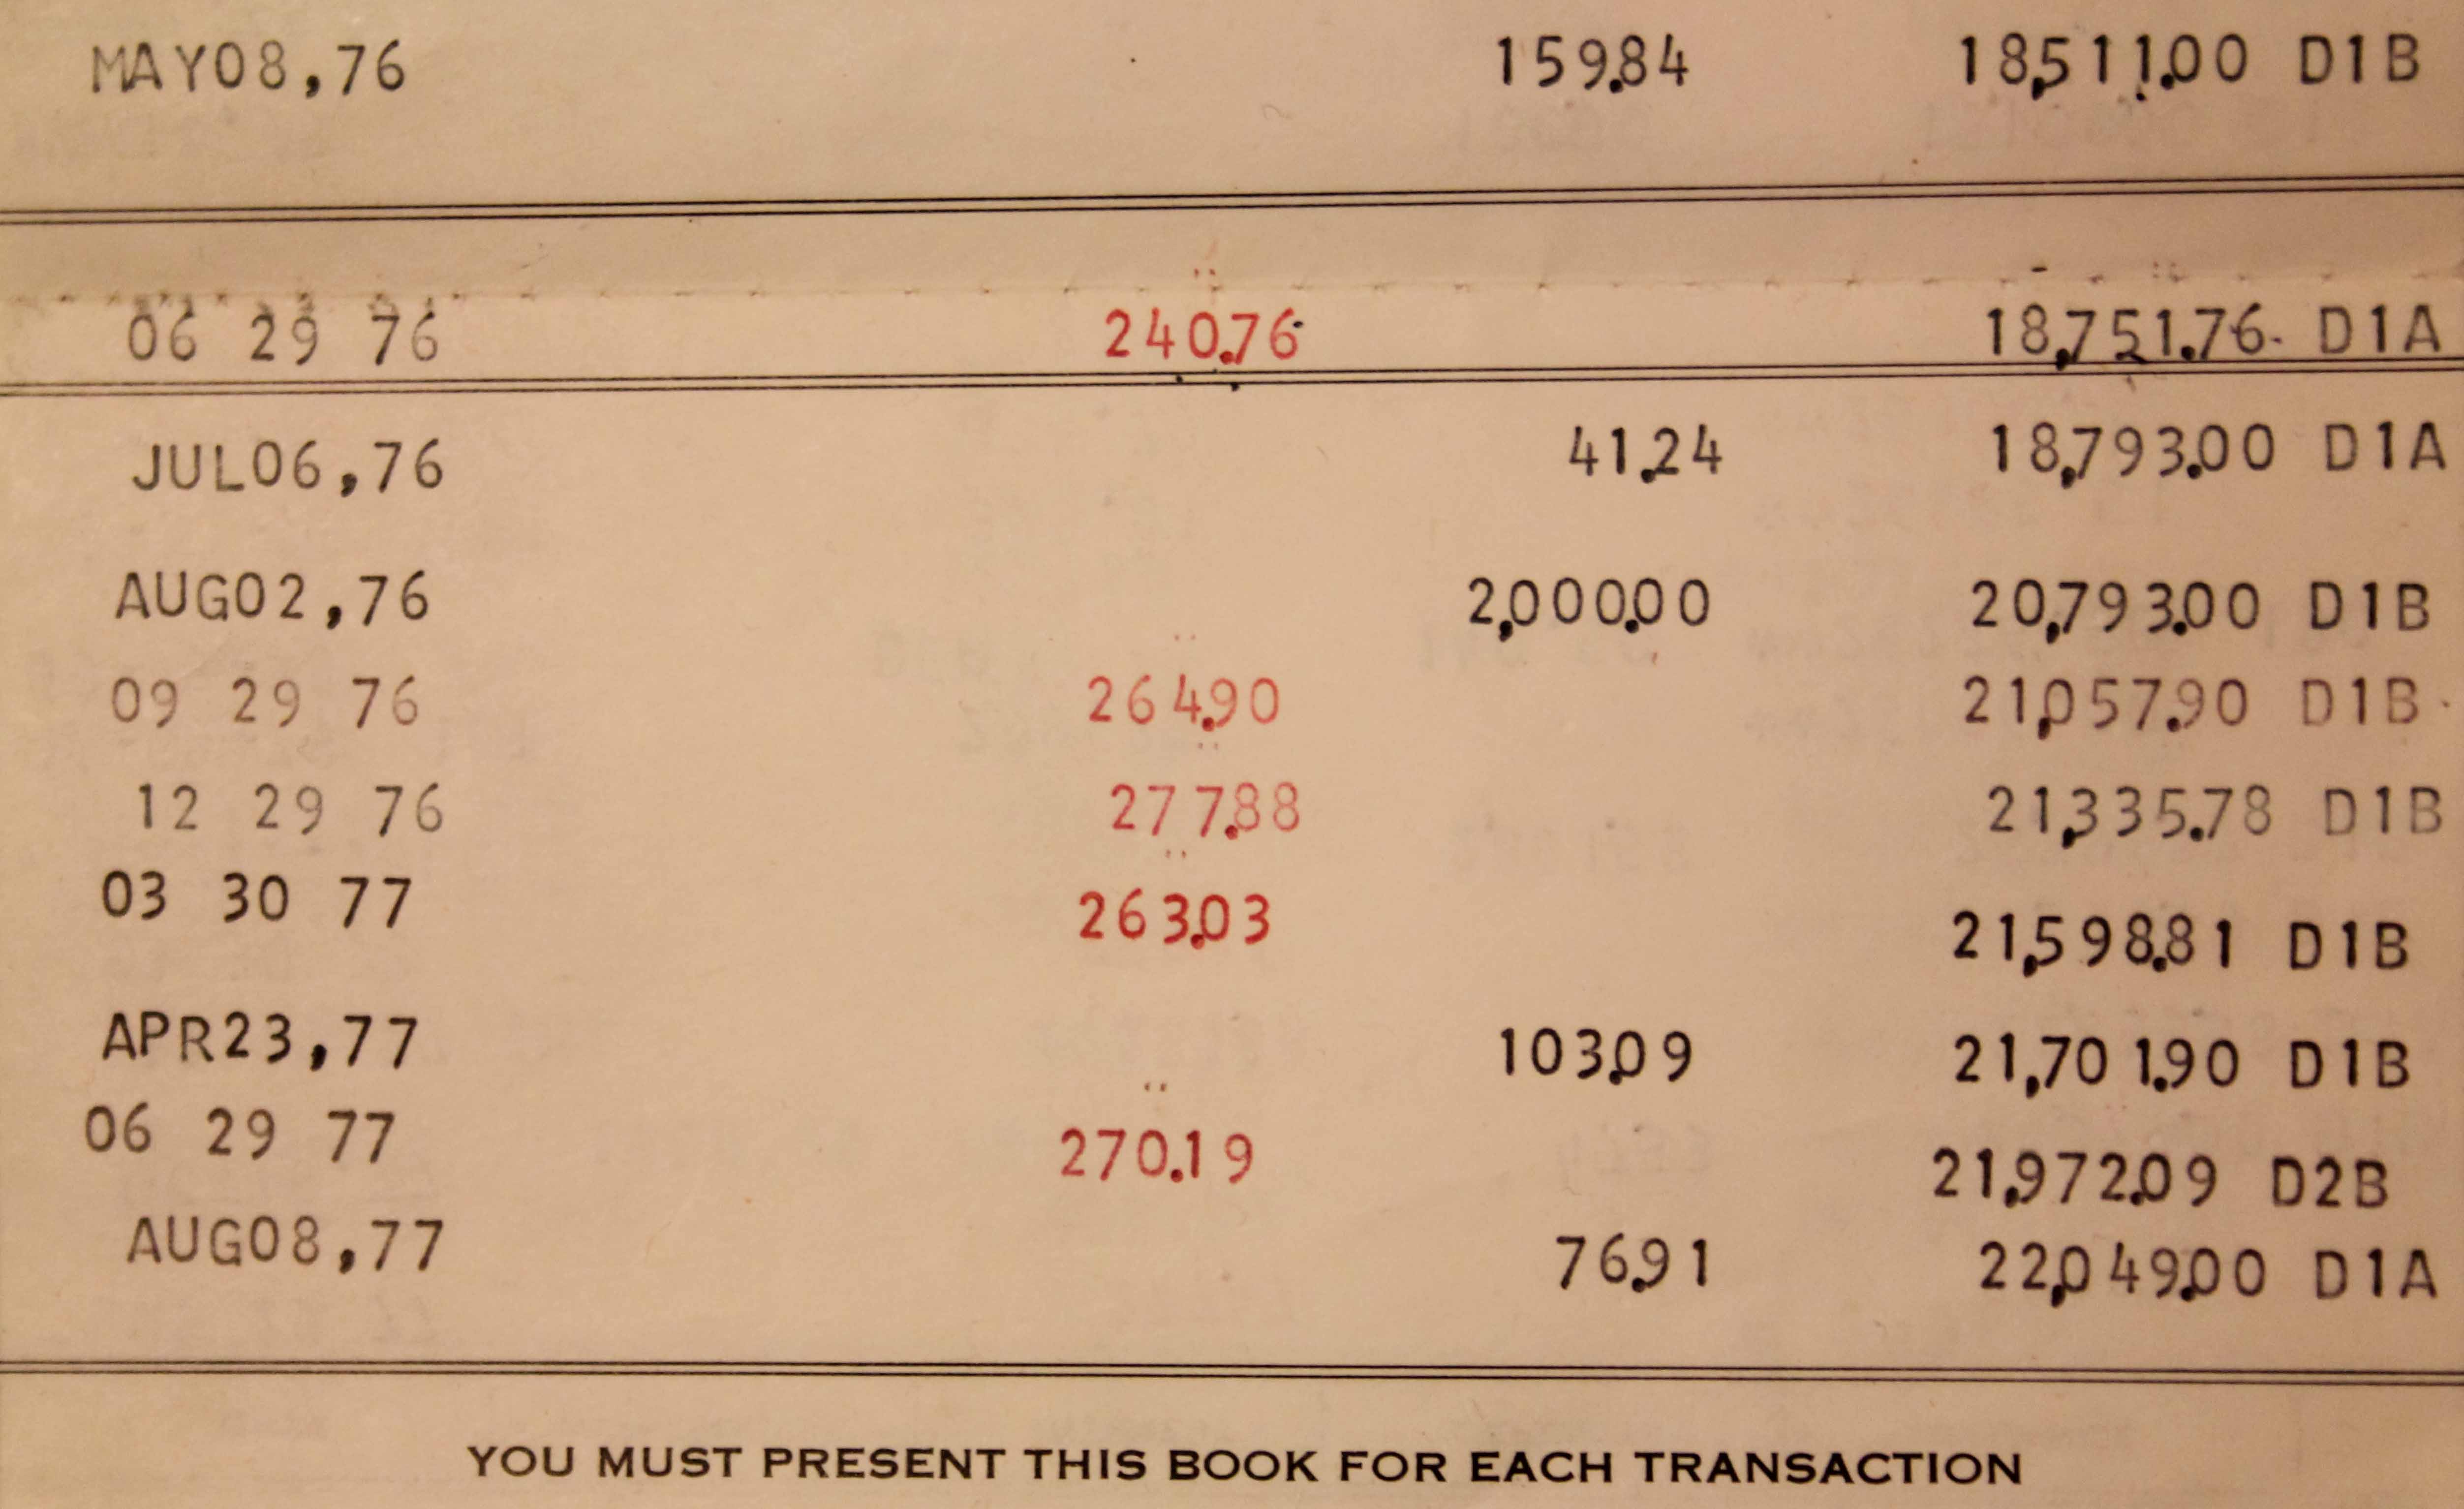 MAY08,76 159.84 18,511.00 D1B
06 29 76 240.76 18,751.76 D1A
JUL06,76 41.24 18,793.00 D1A
AUG02,76 2,000.00 20,793.00 D1B
09 29 76 264.90 21,057.90 D1B
12 29 76 277.88 21,335.78 D1B
03 30 77 263.03 21,598.81 D1B
APR23,77 103.09 21,701.90 D1B
06 29 77 270.19 21,972.09 D2B
AUG08,77 76.91 22,049.00 D1A
YOU MUST PRESENT THIS BOOK FOR EACH TRANSACTION